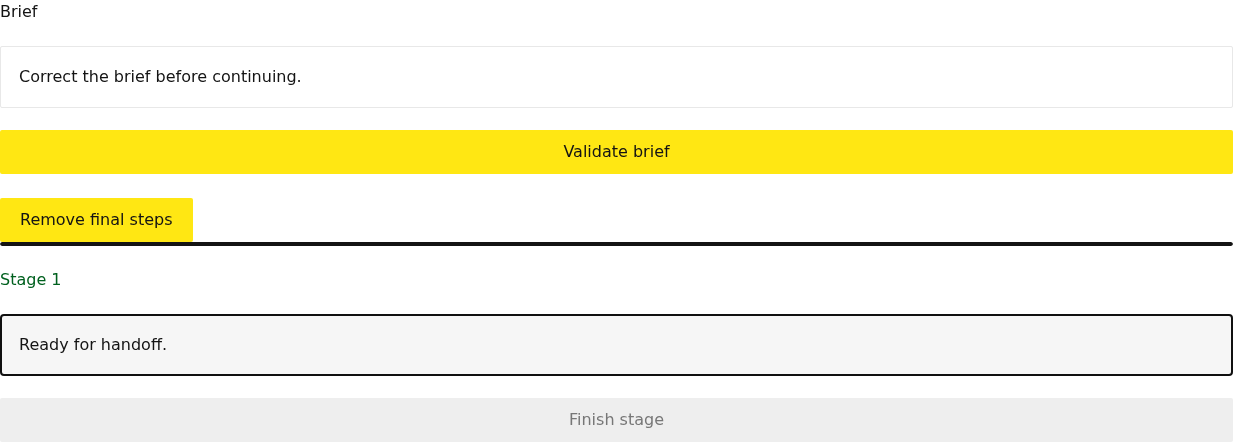 Brief
Correct the brief before continuing.
Validate brief
Remove final steps
Stage 1
Ready for handoff.
Finish stage